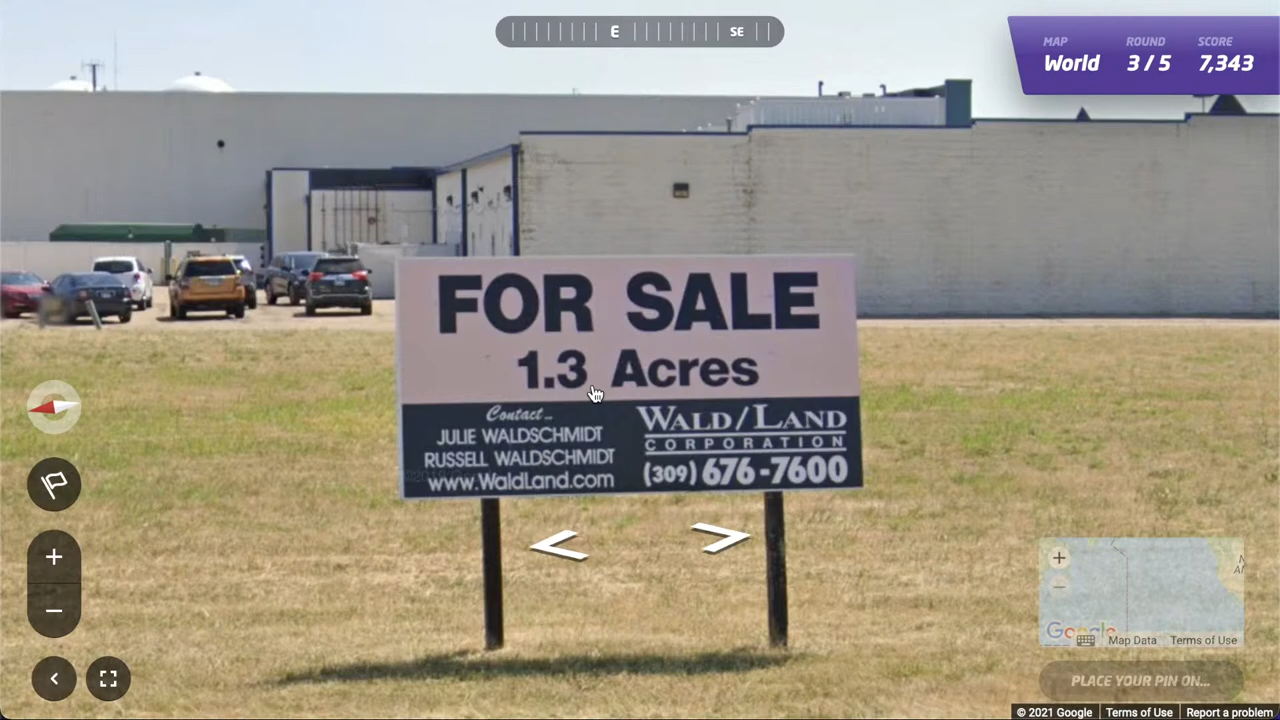 E SE
MAP ROUND SCORE
World 3 / 5 7,343
FOR SALE
1.3 Acres
Contact...
JULIE WALDSCHMIDT
RUSSELL WALDSCHMIDT
www.WaldLand.com
WALD/LAND
CORPORATION
(309) 676-7600
Google
Map Data Terms of Use
PLACE YOUR PIN ON...
© 2021 Google Terms of Use Report a problem